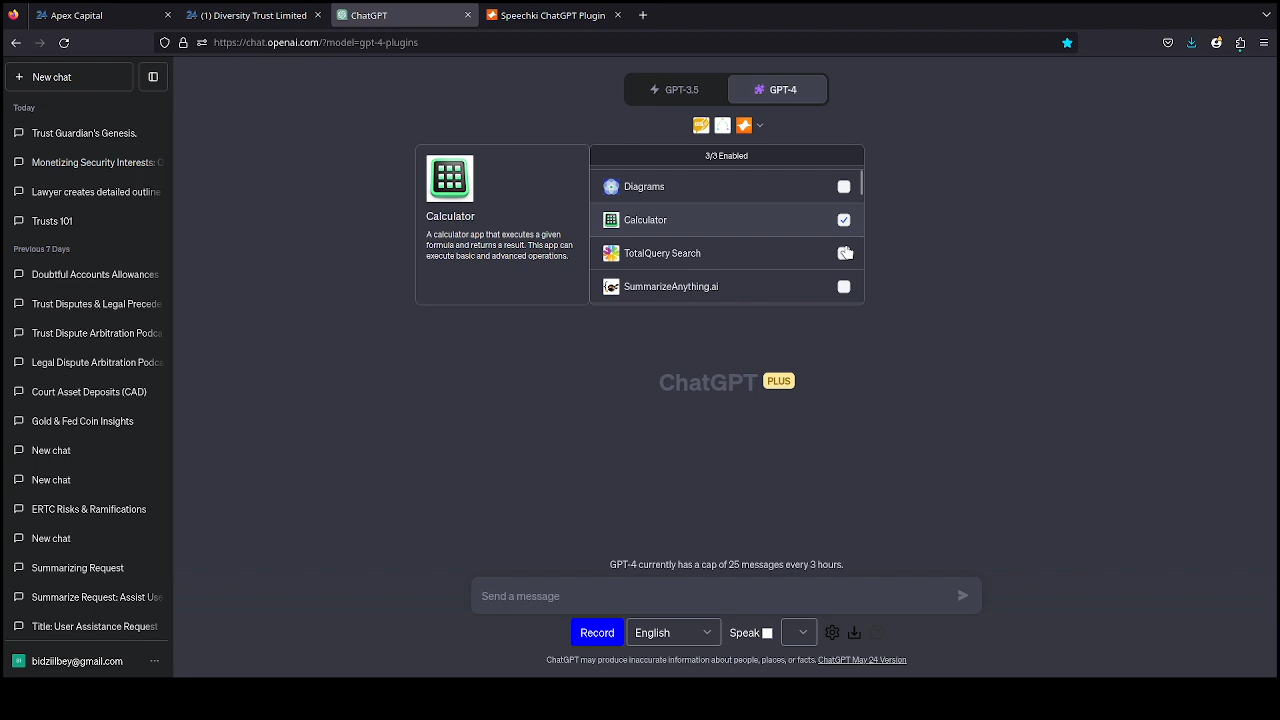 24 Apex Capital
24 (1) Diversity Trust Limited
ChatGPT
Speechki ChatGPT Plugin
https://chat.openai.com/?model=gpt-4-plugins
New chat
GPT-3.5
GPT-4
Today
Trust Guardian's Genesis.
Monetizing Security Interests: C
Lawyer creates detailed outline
Trusts 101
Previous 7 Days
Doubtful Accounts Allowances
Trust Disputes & Legal Precede
Trust Dispute Arbitration Podca
Legal Dispute Arbitration Podca
Court Asset Deposits (CAD)
Gold & Fed Coin Insights
New chat
New chat
ERTC Risks & Ramifications
New chat
Summarizing Request
Summarize Request: Assist Use
Title: User Assistance Request
bidzillbey@gmail.com
Calculator
A calculator app that executes a given
formula and returns a result. This app can
execute basic and advanced operations.
3/3 Enabled
Diagrams
Calculator
TotalQuery Search
SummarizeAnything.ai
ChatGPT PLUS
GPT-4 currently has a cap of 25 messages every 3 hours.
Send a message
Record
English
Speak
ChatGPT may produce inaccurate information about people, places, or facts. ChatGPT May 24 Version